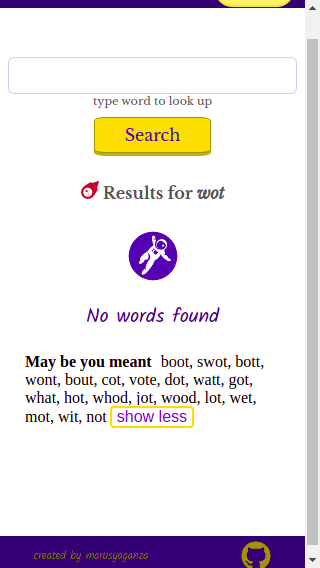 type word to look up
Search
Results for wot
No words found
May be you meant boot, swot, bott,
wont, bout, cot, vote, dot, watt, got,
what, hot, whod, jot, wood, lot, wet,
mot, wit, not show less
created by marusyaganza